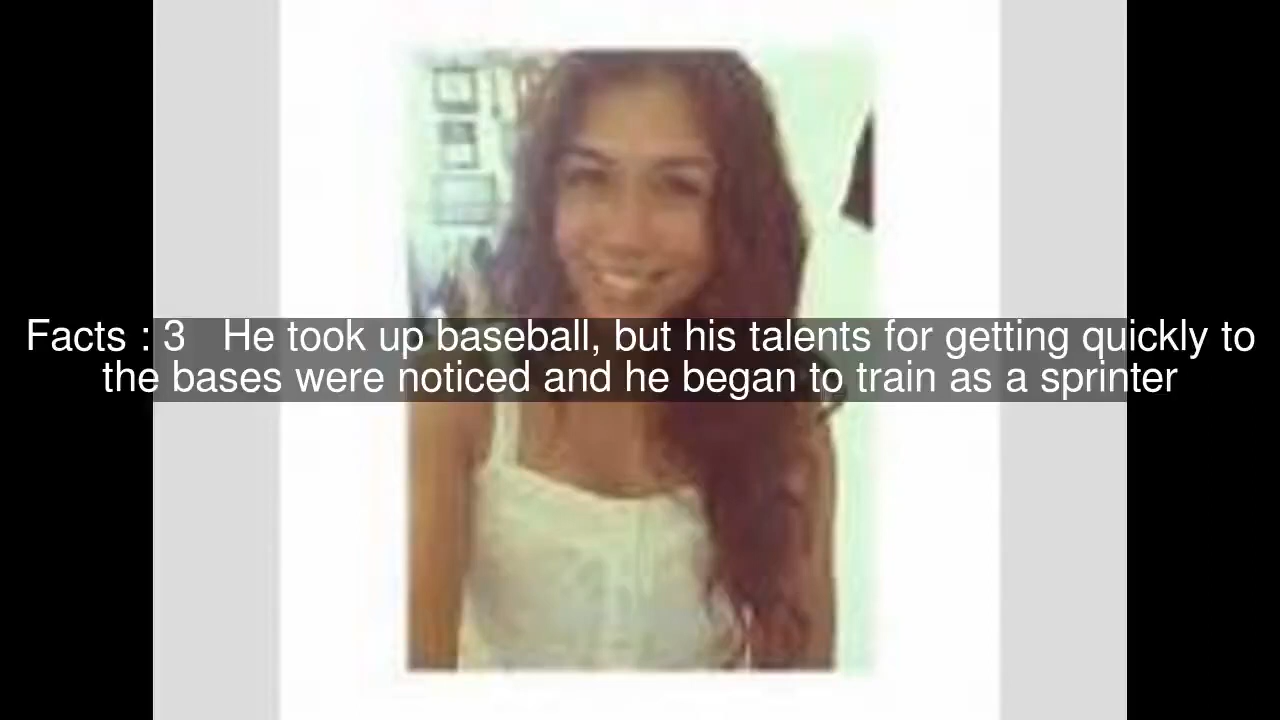 Facts : 3 He took up baseball, but his talents for getting quickly to
the bases were noticed and he began to train as a sprinter